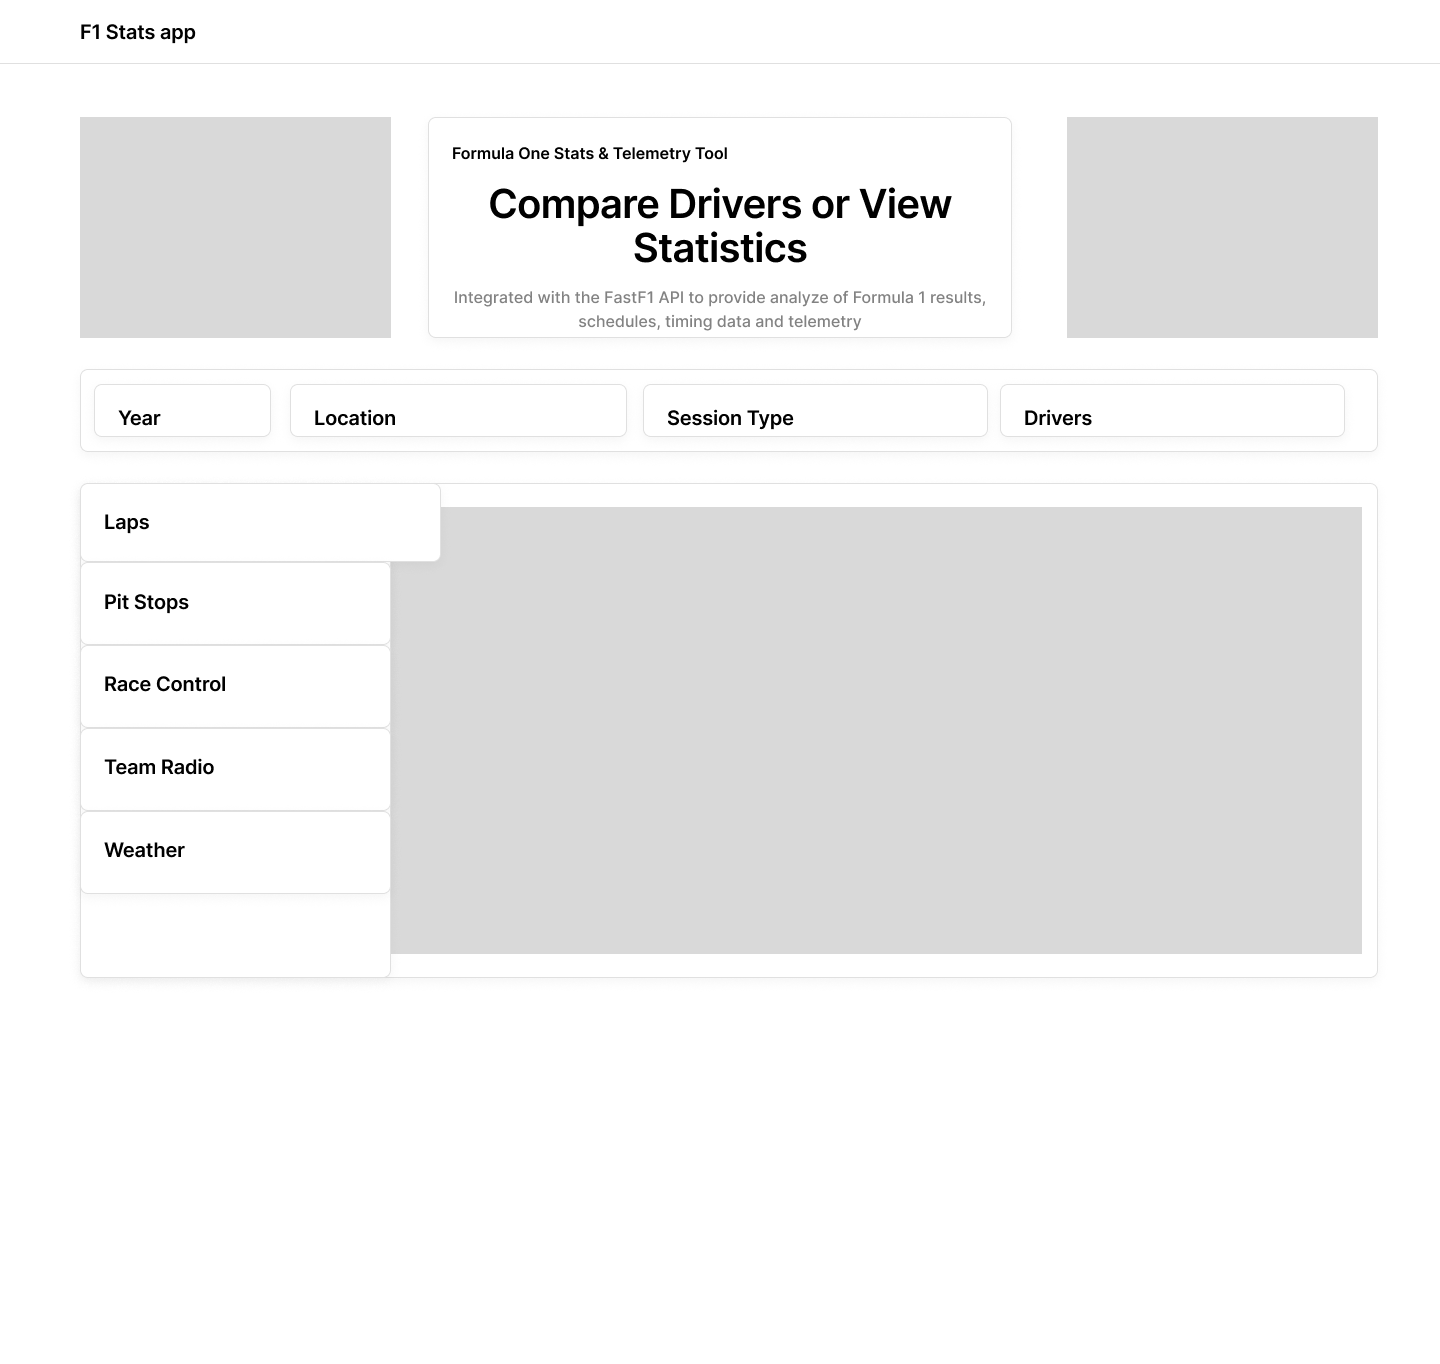 F1 Stats app
Formula One Stats & Telemetry Tool
Compare Drivers or View
Statistics
Integrated with the FastF1 API to provide analyze of Formula 1 results,
schedules, timing data and telemetry
Year
Location
Session Type
Drivers
Laps
Pit Stops
Race Control
Team Radio
Weather